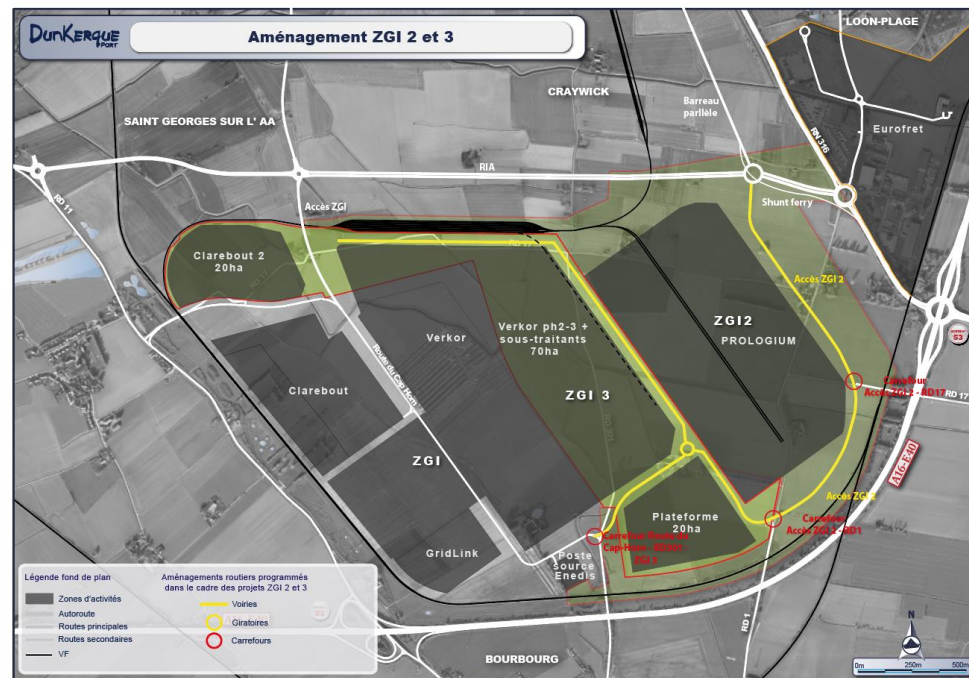 DUNKERQUE
PORT
Aménagement ZGI 2 et 3
LOON-PLAGE
CRAYWICK
SAINT GEORGES SUR L' AA
Barreau
parllèle
RN 316
Eurofret
RIA
RD 11
Accès ZGI
Shunt ferry
Clarebout 2
20ha
RD 17
Accès ZGI 2
Verkor
Verkor ph2-3 +
sous-traitants
70ha
ZGI2
PROLOGIUM
53
Route du Cap Horn
Clarebout
ZGI 3
Carrefour
Accès ZGI 2 - RD17
RD 17
ZGI
A16-E40
Accès ZGI 2
Plateforme
20ha
Carrefour
Accès ZGI 2 - RD1
GridLink
Poste
source
Enedis
RD 1
BOURBOURG
Légende fond de plan
Zones d'activités
Autoroute
Routes principales
Routes secondaires
VF
Aménagements routiers programmés
dans le cadre des projets ZGI 2 et 3
Voiries
Giratoires
Carrefours
N
0m 250m 500m